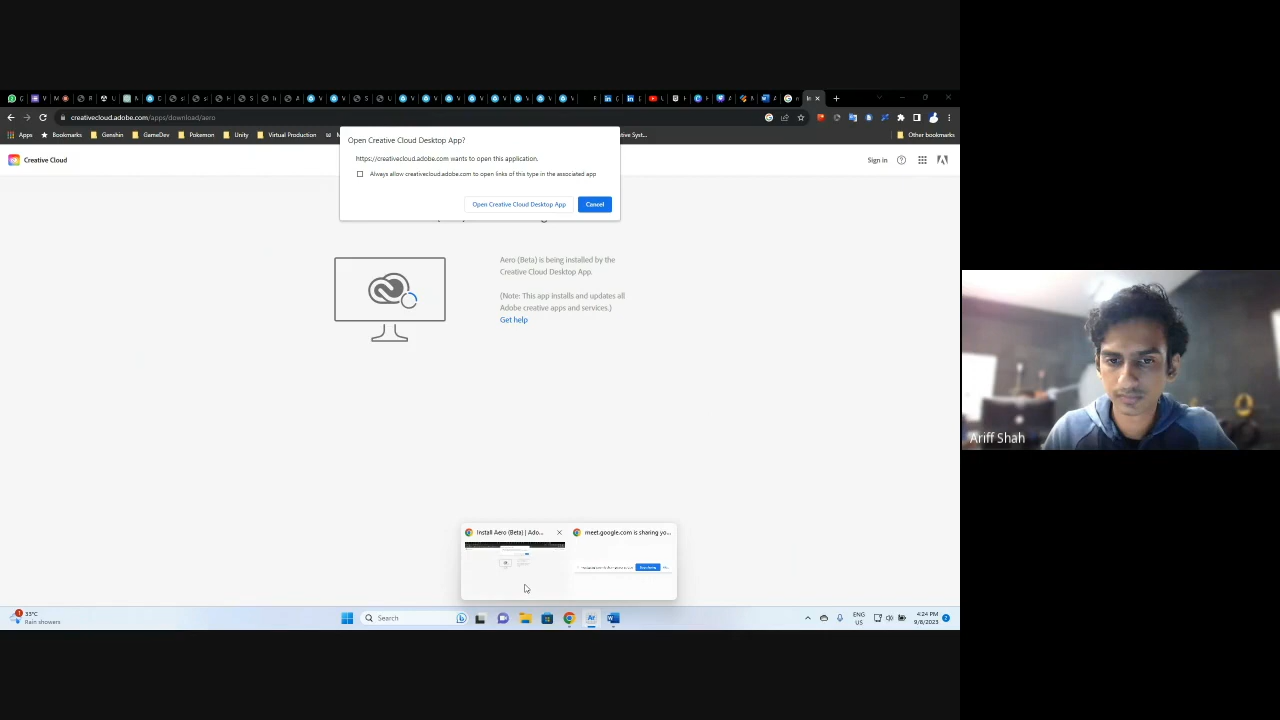 creativecloud.adobe.com/apps/download/aero
Apps
Bookmarks
Genshin
GameDev
Pokemon
Unity
Virtual Production
Other bookmarks
Creative Cloud
Sign in
Open Creative Cloud Desktop App?
https://creativecloud.adobe.com wants to open this application.
Always allow creativecloud.adobe.com to open links of this type in the associated app
Open Creative Cloud Desktop App
Cancel
Aero (Beta) is being installed by the
Creative Cloud Desktop App.
(Note: This app installs and updates all
Adobe creative apps and services.)
Get help
Ariff Shah
Install Aero (Beta) | Ado...
meet.google.com is sharing yo...
33°C
Rain showers
Search
ENG
US
4:24 PM
9/8/2023